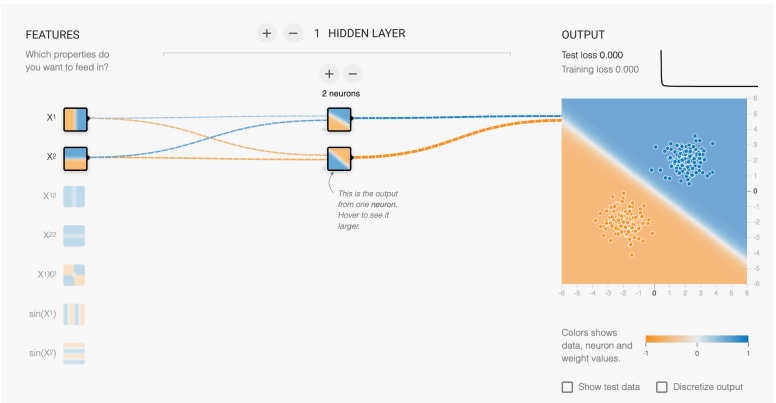 FEATURES
Which properties do
you want to feed in?
+ − 1 HIDDEN LAYER
+ −
2 neurons
X1
X2
X12
X22
X1X2
sin(X1)
sin(X2)
This is the output
from one neuron.
Hover to see it
larger.
OUTPUT
Test loss 0.000
Training loss 0.000
6
5
4
3
2
1
0
-1
-2
-3
-4
-5
-6
-6 -5 -4 -3 -2 -1 0 1 2 3 4 5 6
Colors shows
data, neuron and
weight values.
-1 0 1
Show test data
Discretize output